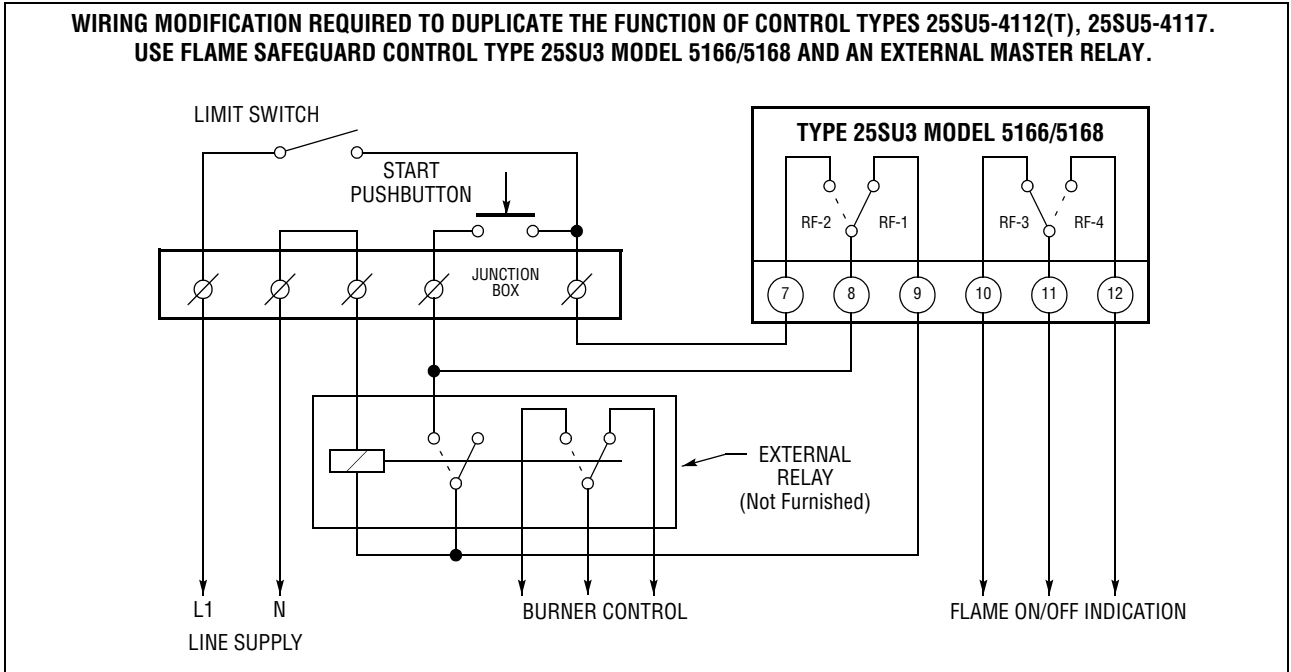 WIRING MODIFICATION REQUIRED TO DUPLICATE THE FUNCTION OF CONTROL TYPES 25SU5-4112(T), 25SU5-4117.
USE FLAME SAFEGUARD CONTROL TYPE 25SU3 MODEL 5166/5168 AND AN EXTERNAL MASTER RELAY.
LIMIT SWITCH
START
PUSHBUTTON
JUNCTION
BOX
TYPE 25SU3 MODEL 5166/5168
RF-2
RF-1
RF-3
RF-4
7
8
9
10
11
12
EXTERNAL
RELAY
(Not Furnished)
L1
N
LINE SUPPLY
BURNER CONTROL
FLAME ON/OFF INDICATION